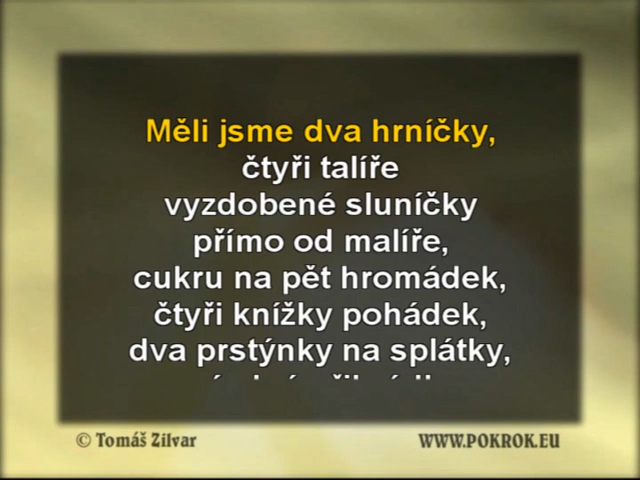 Měli jsme dva hrníčky,
čtyři talíře
vyzdobené sluníčky
přímo od malíře,
cukru na pět hromádek,
čtyři knížky pohádek,
dva prstýnky na splátky,
© Tomáš Zilvar
WWW.POKROK.EU